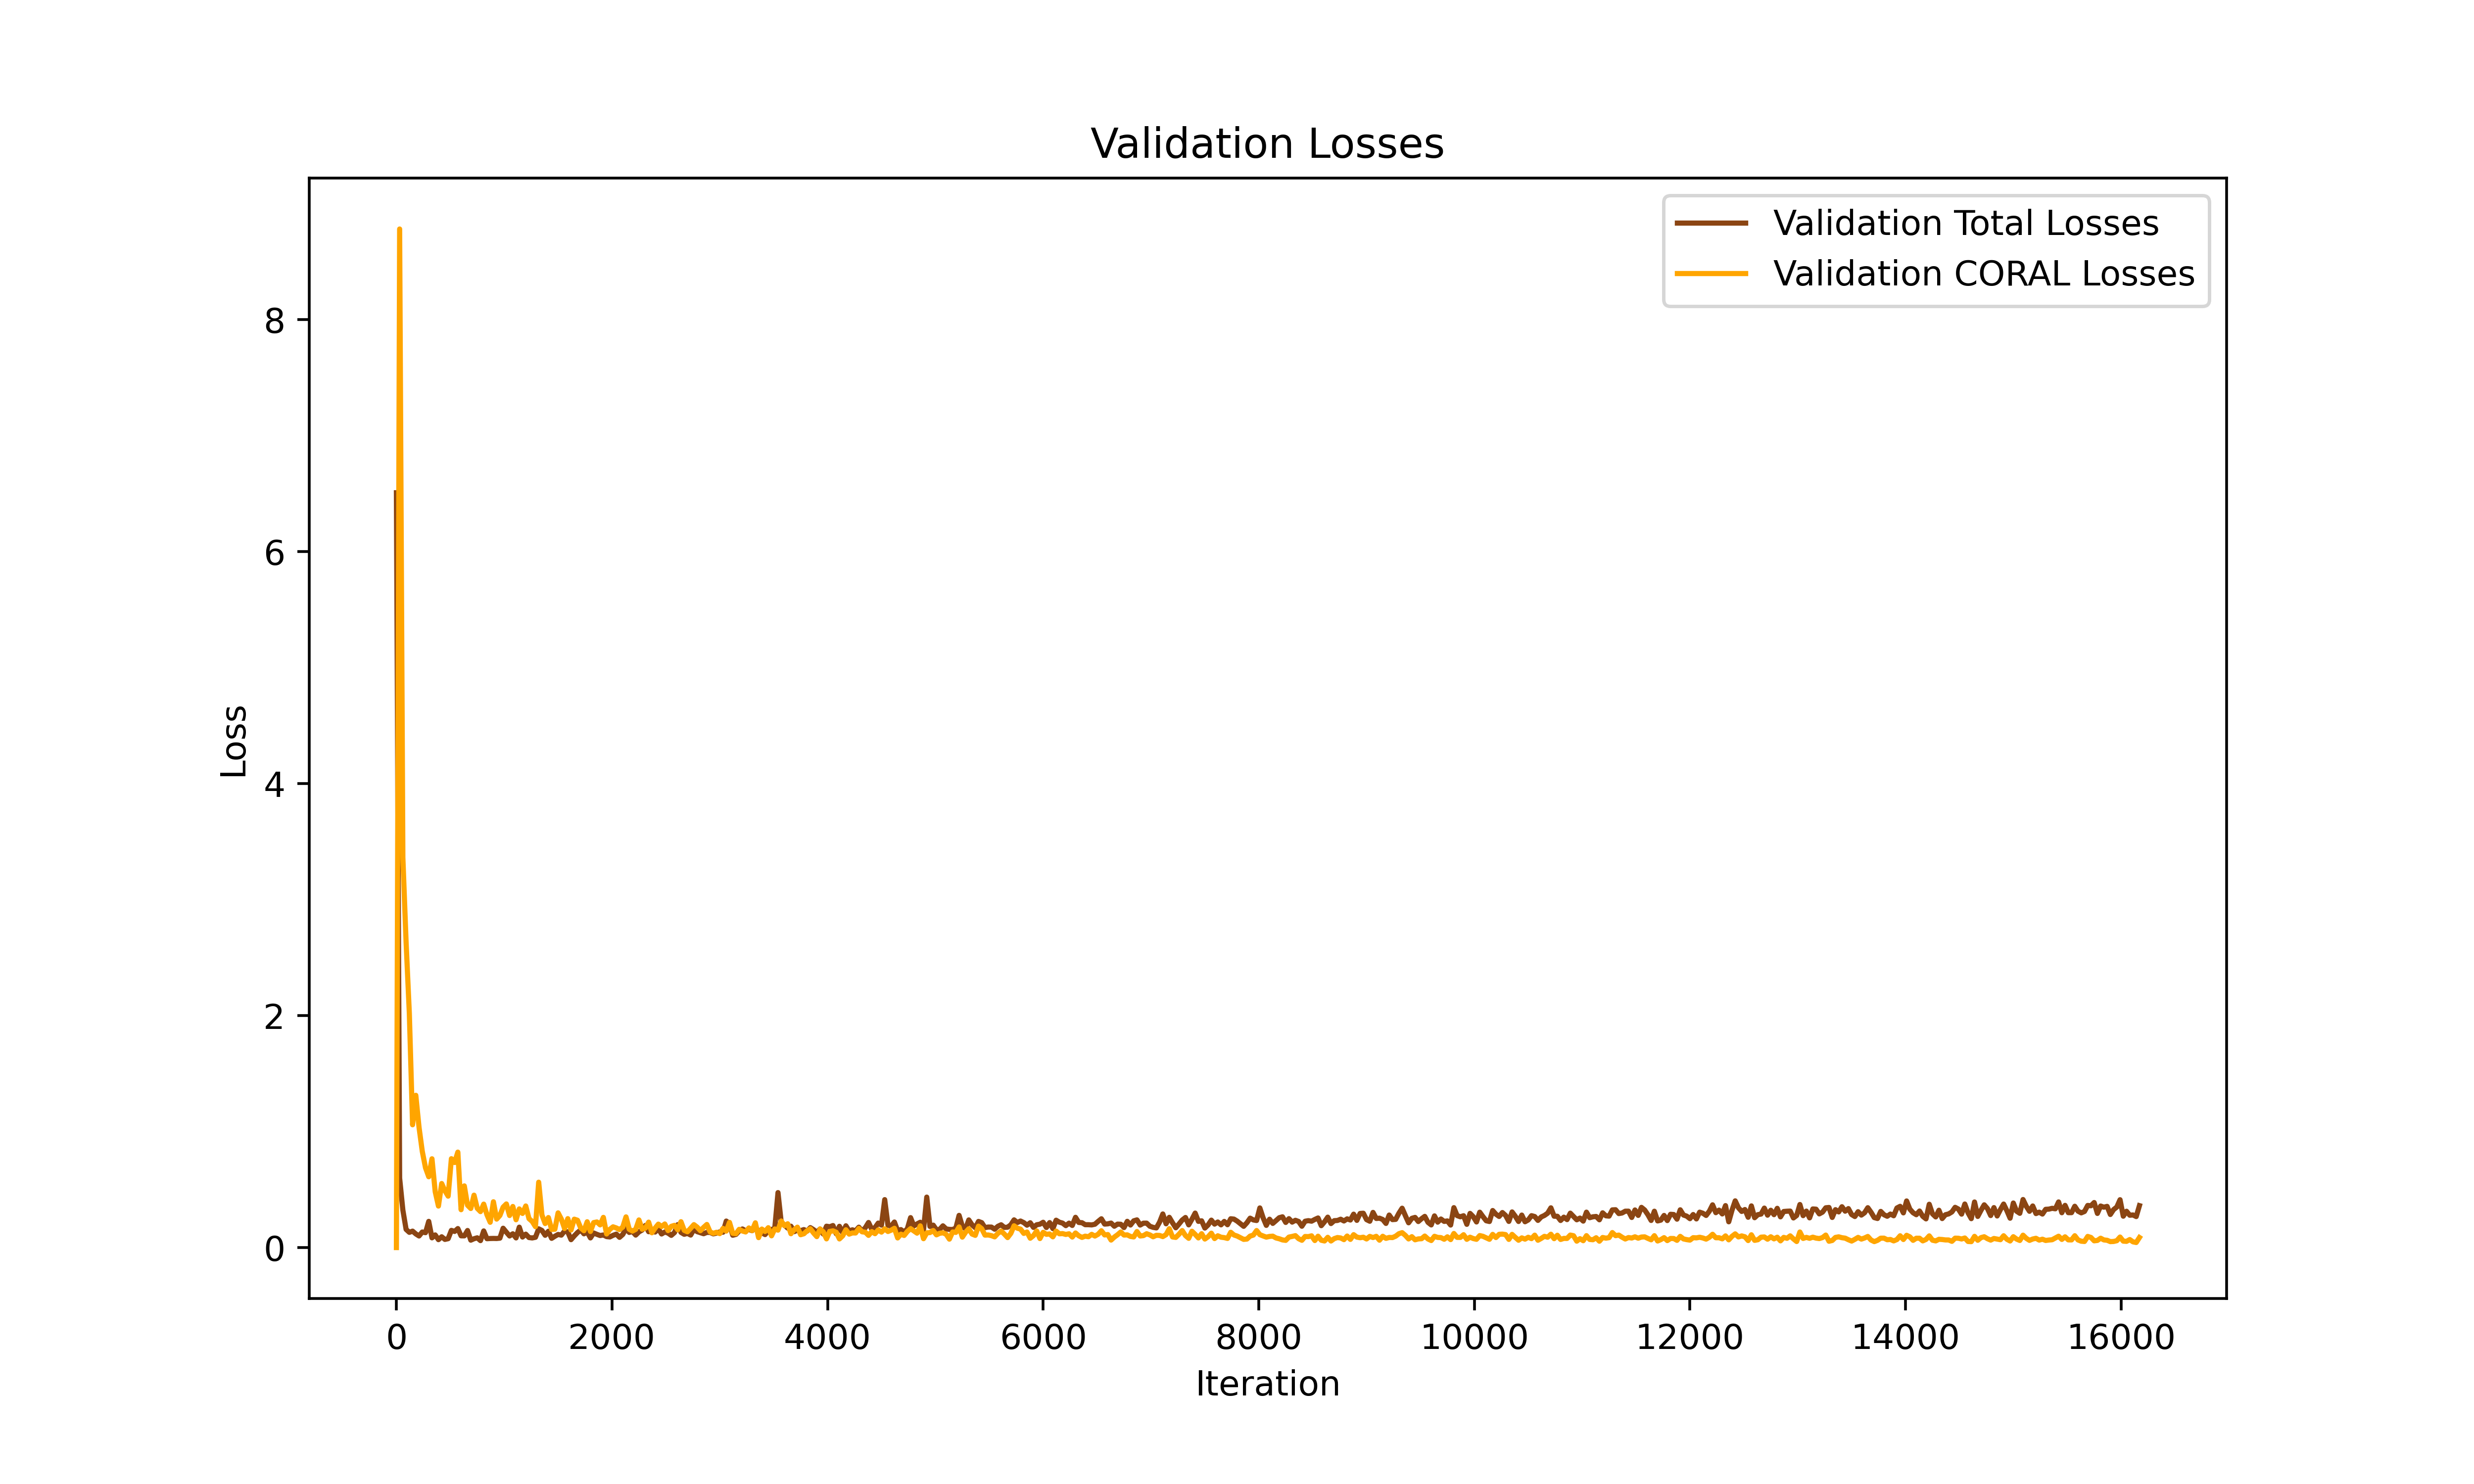 Validation Losses
Validation Total Losses
Validation CORAL Losses
8
6
4
2
0
Loss
0 2000 4000 6000 8000 10000 12000 14000 16000
Iteration